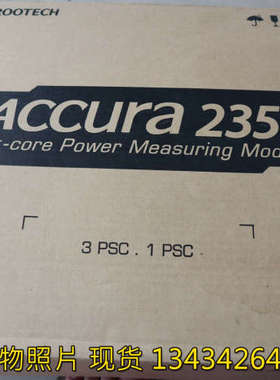 ROOTECH
Accura 235
-core Power Measuring Mod
3 PSC . 1 PSC
物照片 现货 13434264